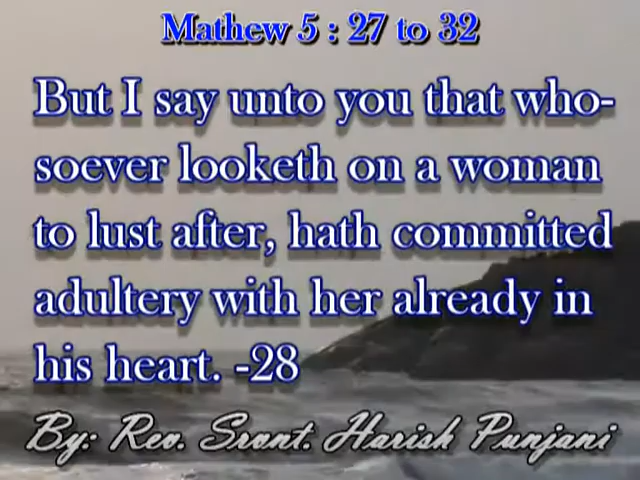 Mathew 5 : 27 to 32
But I say unto you that who-
soever looketh on a woman
to lust after, hath committed
adultery with her already in
his heart. -28
By: Rev. Srvnt. Harish Punjani